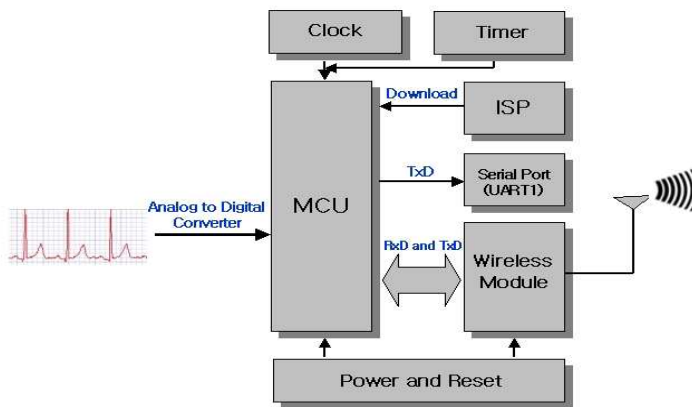 Clock
Timer
Download
ISP
TxD
Serial Port
(UART1)
MCU
Analog to Digital
Converter
RxD and TxD
Wireless
Module
Power and Reset